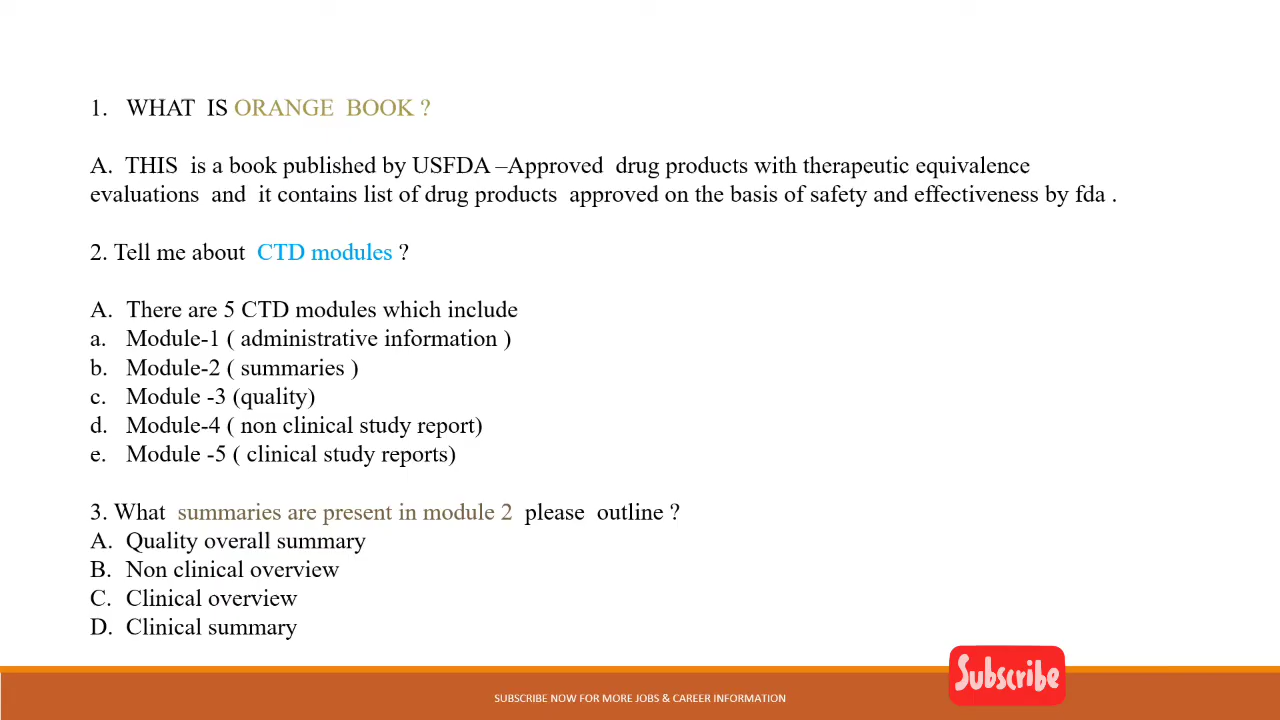 1. WHAT IS ORANGE BOOK ?
A. THIS is a book published by USFDA –Approved drug products with therapeutic equivalence
evaluations and it contains list of drug products approved on the basis of safety and effectiveness by fda .
2. Tell me about CTD modules ?
A. There are 5 CTD modules which include
a. Module-1 ( administrative information )
b. Module-2 ( summaries )
c. Module -3 (quality)
d. Module-4 ( non clinical study report)
e. Module -5 ( clinical study reports)
3. What summaries are present in module 2 please outline ?
A. Quality overall summary
B. Non clinical overview
C. Clinical overview
D. Clinical summary
Subscribe
SUBSCRIBE NOW FOR MORE JOBS & CAREER INFORMATION